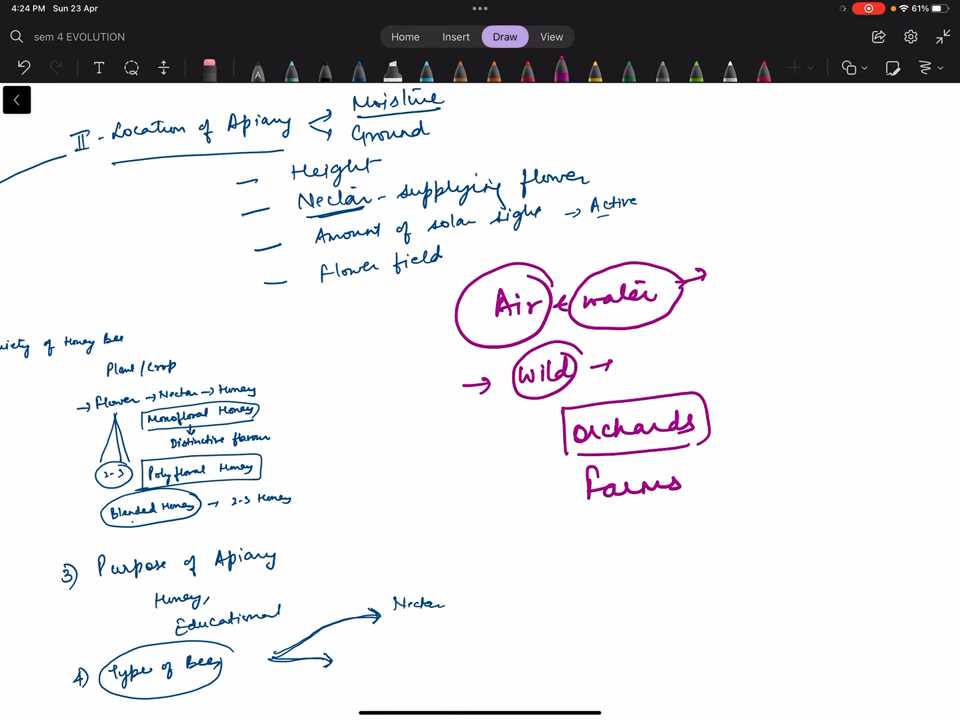 4:24 PM Sun 23 Apr
61%
sem 4 EVOLUTION
Home Insert Draw View
II - Location of Apiary
Moisture
Ground
Height
Nectar - supplying flower
Amount of solar light → Active
Flower field
Air & water →
→ Wild →
Orchards
Farms
riety of Honey Bee
Plant / Crop
→ Flower → Nectar → Honey
Monofloral Honey
Distinctive flavour
2-3
Polyfloral Honey
Blended Honey → 2-3 Honey
3) Purpose of Apiary
Honey,
Educational
Nectar
4) Type of Bees